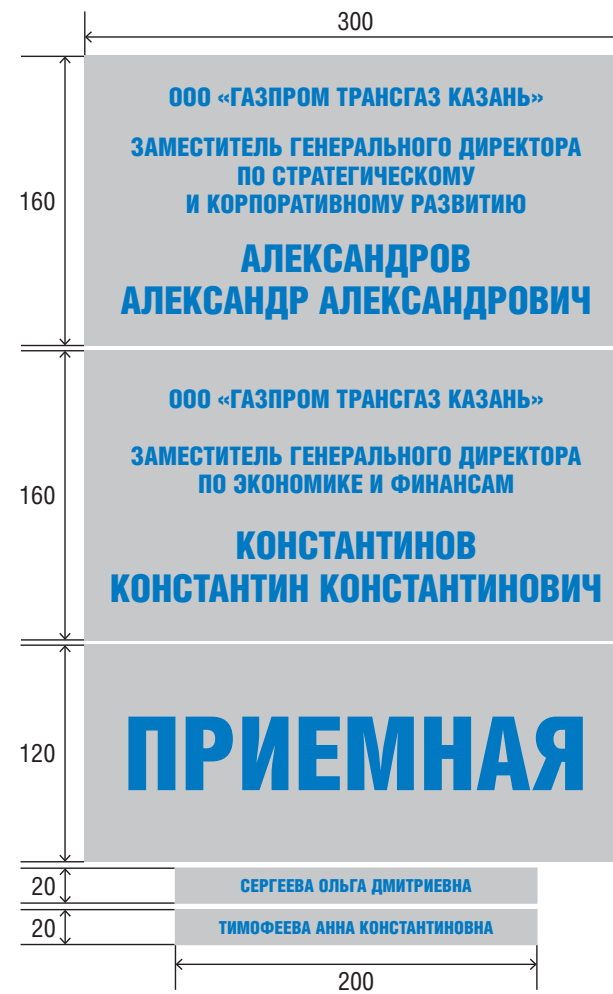 300
160
ООО «ГАЗПРОМ ТРАНСГАЗ КАЗАНЬ»
ЗАМЕСТИТЕЛЬ ГЕНЕРАЛЬНОГО ДИРЕКТОРА
ПО СТРАТЕГИЧЕСКОМУ
И КОРПОРАТИВНОМУ РАЗВИТИЮ
АЛЕКСАНДРОВ
АЛЕКСАНДР АЛЕКСАНДРОВИЧ
160
ООО «ГАЗПРОМ ТРАНСГАЗ КАЗАНЬ»
ЗАМЕСТИТЕЛЬ ГЕНЕРАЛЬНОГО ДИРЕКТОРА
ПО ЭКОНОМИКЕ И ФИНАНСАМ
КОНСТАНТИНОВ
КОНСТАНТИН КОНСТАНТИНОВИЧ
120
ПРИЕМНАЯ
20
СЕРГЕЕВА ОЛЬГА ДМИТРИЕВНА
20
ТИМОФЕЕВА АННА КОНСТАНТИНОВНА
200